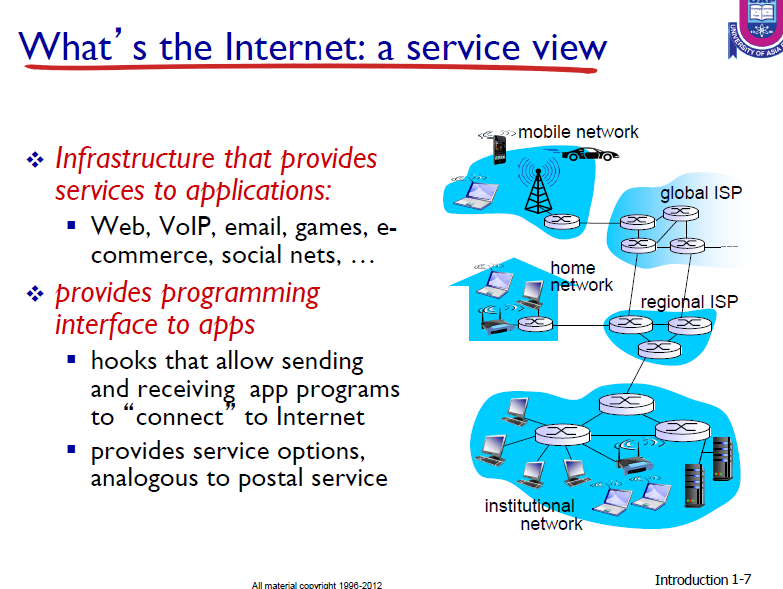 What’s the Internet: a service view
UAP
UNIVERSITY OF ASIA
❖ Infrastructure that provides
services to applications:
▪ Web, VoIP, email, games, e-
commerce, social nets, …
❖ provides programming
interface to apps
▪ hooks that allow sending
and receiving app programs
to “connect” to Internet
▪ provides service options,
analogous to postal service
mobile network
global ISP
home
network
regional ISP
institutional
network
All material copyright 1996-2012
Introduction 1-7